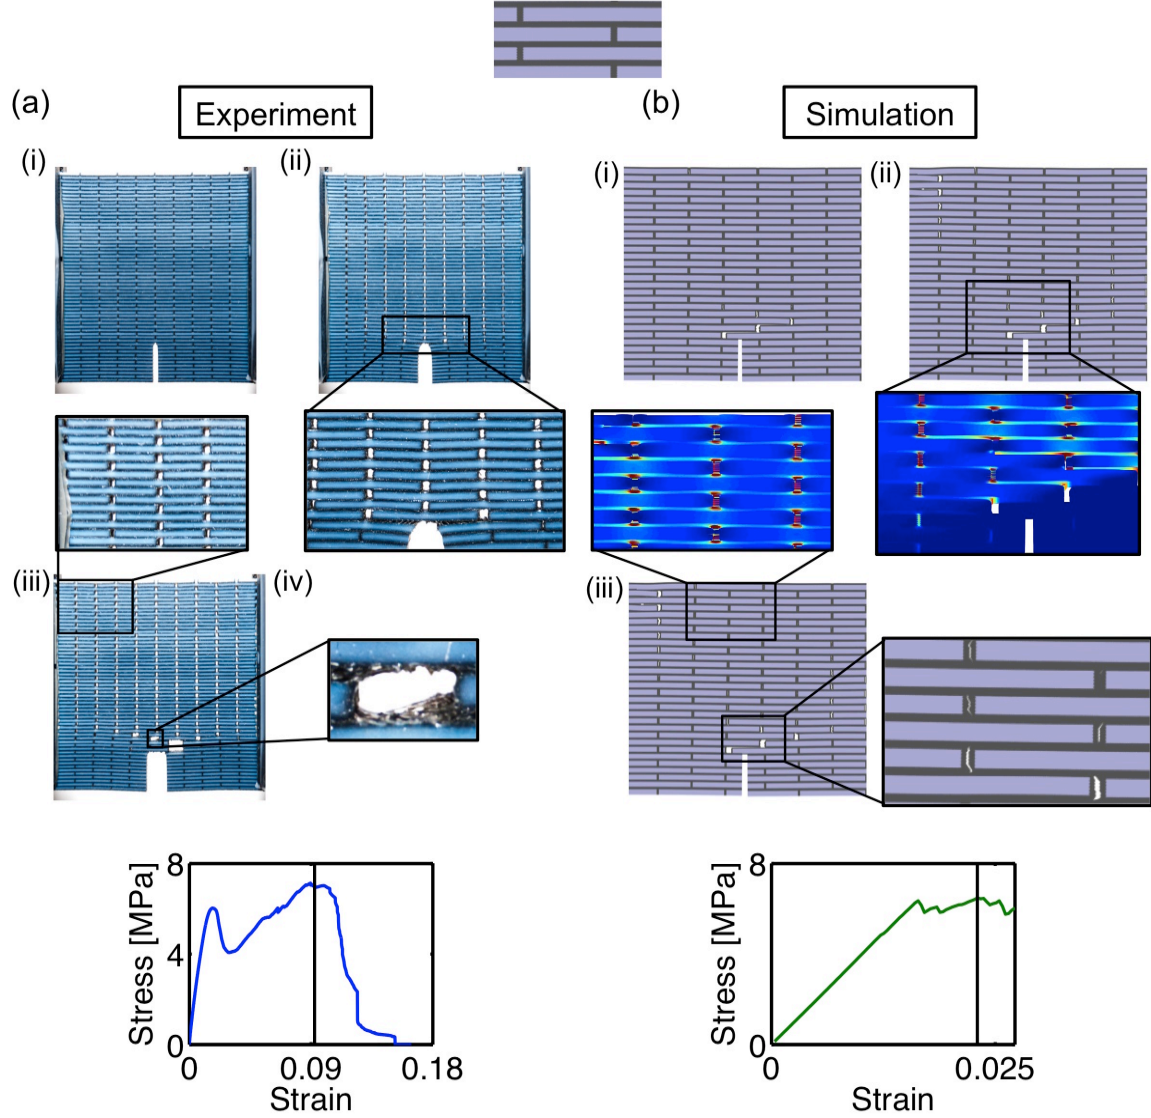 (a)
Experiment
(b)
Simulation
(i)
(ii)
(i)
(ii)
(iii)
(iv)
(iii)
8
4
0
Stress [MPa]
0
0.09
0.18
Strain
8
0
Stress [MPa]
0
0.025
Strain